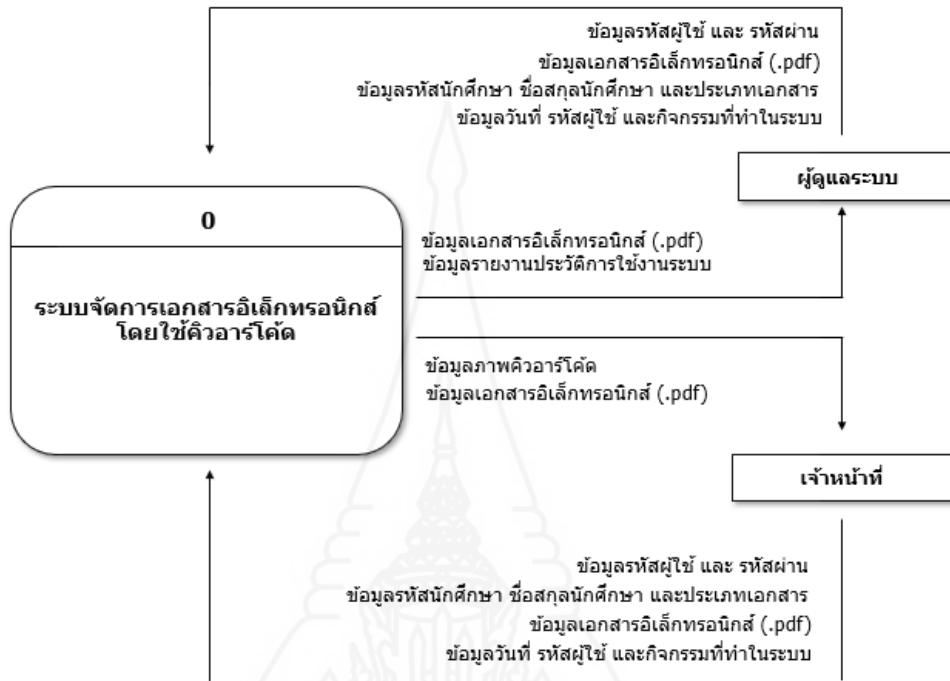 ข้อมูลรหัสผู้ใช้ และ รหัสผ่าน
ข้อมูลเอกสารอิเล็กทรอนิกส์ (.pdf)
ข้อมูลรหัสนักศึกษา ชื่อสกุลนักศึกษา และประเภทเอกสาร
ข้อมูลวันที่ รหัสผู้ใช้ และกิจกรรมที่ทำในระบบ
ผู้ดูแลระบบ
0
ระบบจัดการเอกสารอิเล็กทรอนิกส์
โดยใช้คิวอาร์โค้ด
ข้อมูลเอกสารอิเล็กทรอนิกส์ (.pdf)
ข้อมูลรายงานประวัติการใช้งานระบบ
ข้อมูลภาพคิวอาร์โค้ด
ข้อมูลเอกสารอิเล็กทรอนิกส์ (.pdf)
เจ้าหน้าที่
ข้อมูลรหัสผู้ใช้ และ รหัสผ่าน
ข้อมูลรหัสนักศึกษา ชื่อสกุลนักศึกษา และประเภทเอกสาร
ข้อมูลเอกสารอิเล็กทรอนิกส์ (.pdf)
ข้อมูลวันที่ รหัสผู้ใช้ และกิจกรรมที่ทำในระบบ